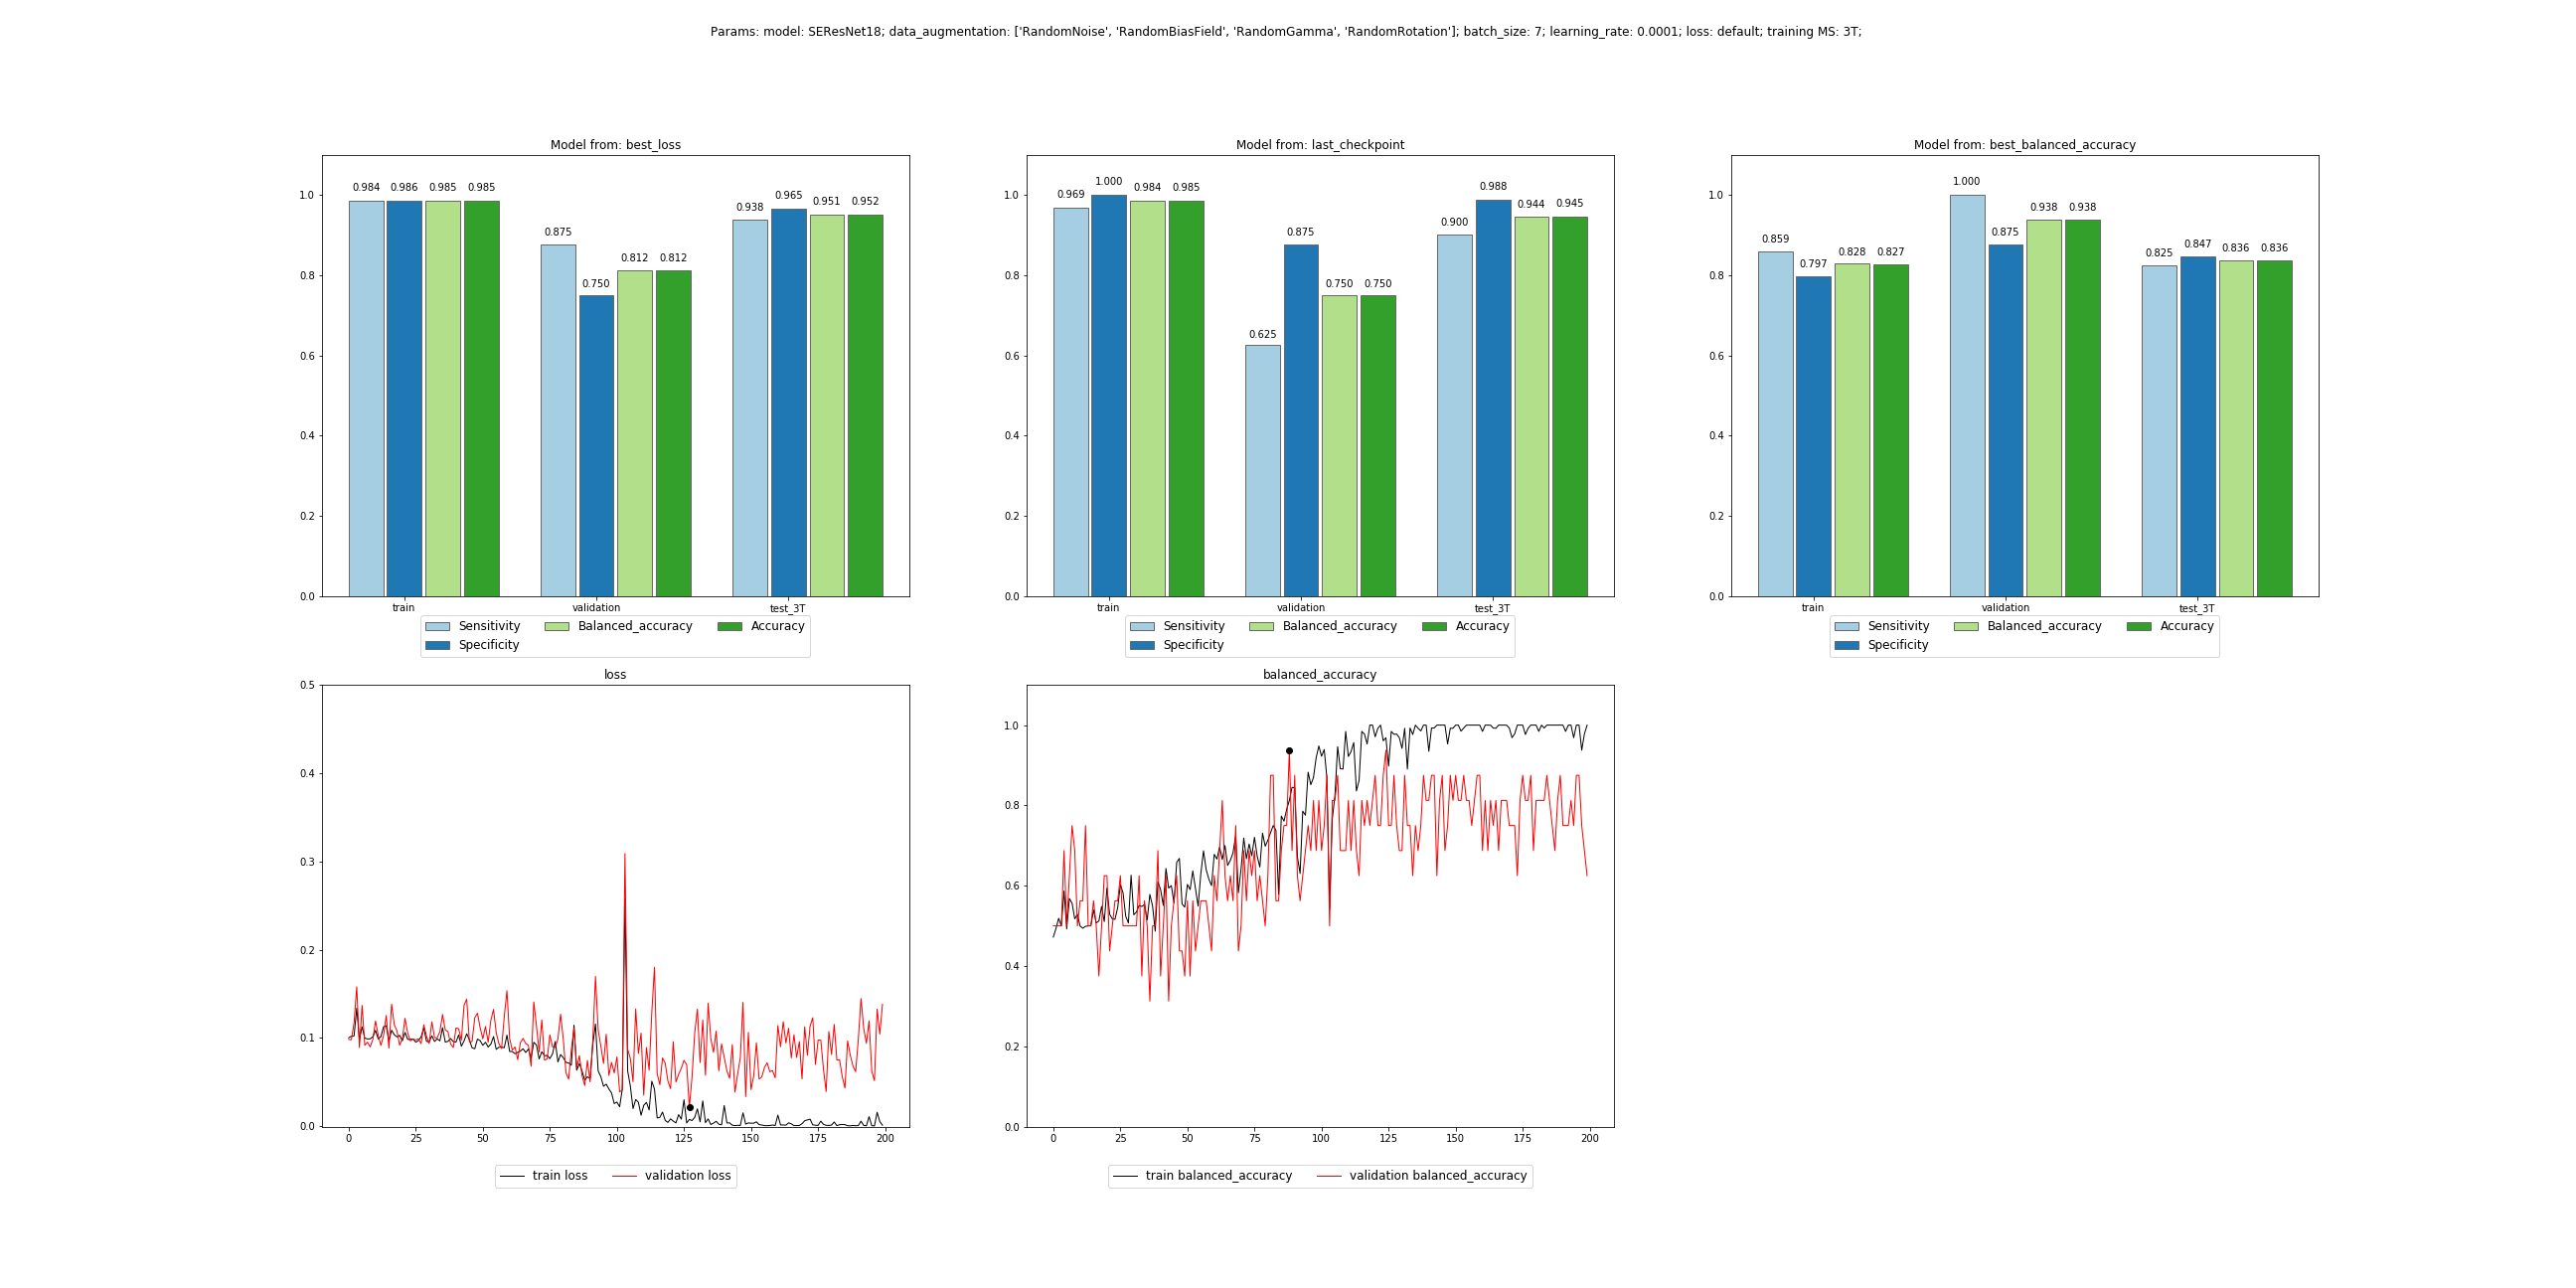 Params: model: SEResNet18; data_augmentation: ['RandomNoise', 'RandomBiasField', 'RandomGamma', 'RandomRotation']; batch_size: 7; learning_rate: 0.0001; loss: default; training MS: 3T;
Model from: best_loss
1.0
0.8
0.6
0.4
0.2
0.0
0.984 0.986 0.985 0.985
0.875 0.750 0.812 0.812
0.938 0.965 0.951 0.952
train validation test_3T
Sensitivity Balanced_accuracy Accuracy
Specificity
Model from: last_checkpoint
1.0
0.8
0.6
0.4
0.2
0.0
0.969 1.000 0.984 0.985
0.625 0.875 0.750 0.750
0.900 0.988 0.944 0.945
train validation test_3T
Sensitivity Balanced_accuracy Accuracy
Specificity
Model from: best_balanced_accuracy
1.0
0.8
0.6
0.4
0.2
0.0
0.859 0.797 0.828 0.827
1.000 0.875 0.938 0.938
0.825 0.847 0.836 0.836
train validation test_3T
Sensitivity Balanced_accuracy Accuracy
Specificity
loss
0.5
0.4
0.3
0.2
0.1
0.0
0 25 50 75 100 125 150 175 200
train loss validation loss
balanced_accuracy
1.0
0.8
0.6
0.4
0.2
0.0
0 25 50 75 100 125 150 175 200
train balanced_accuracy validation balanced_accuracy